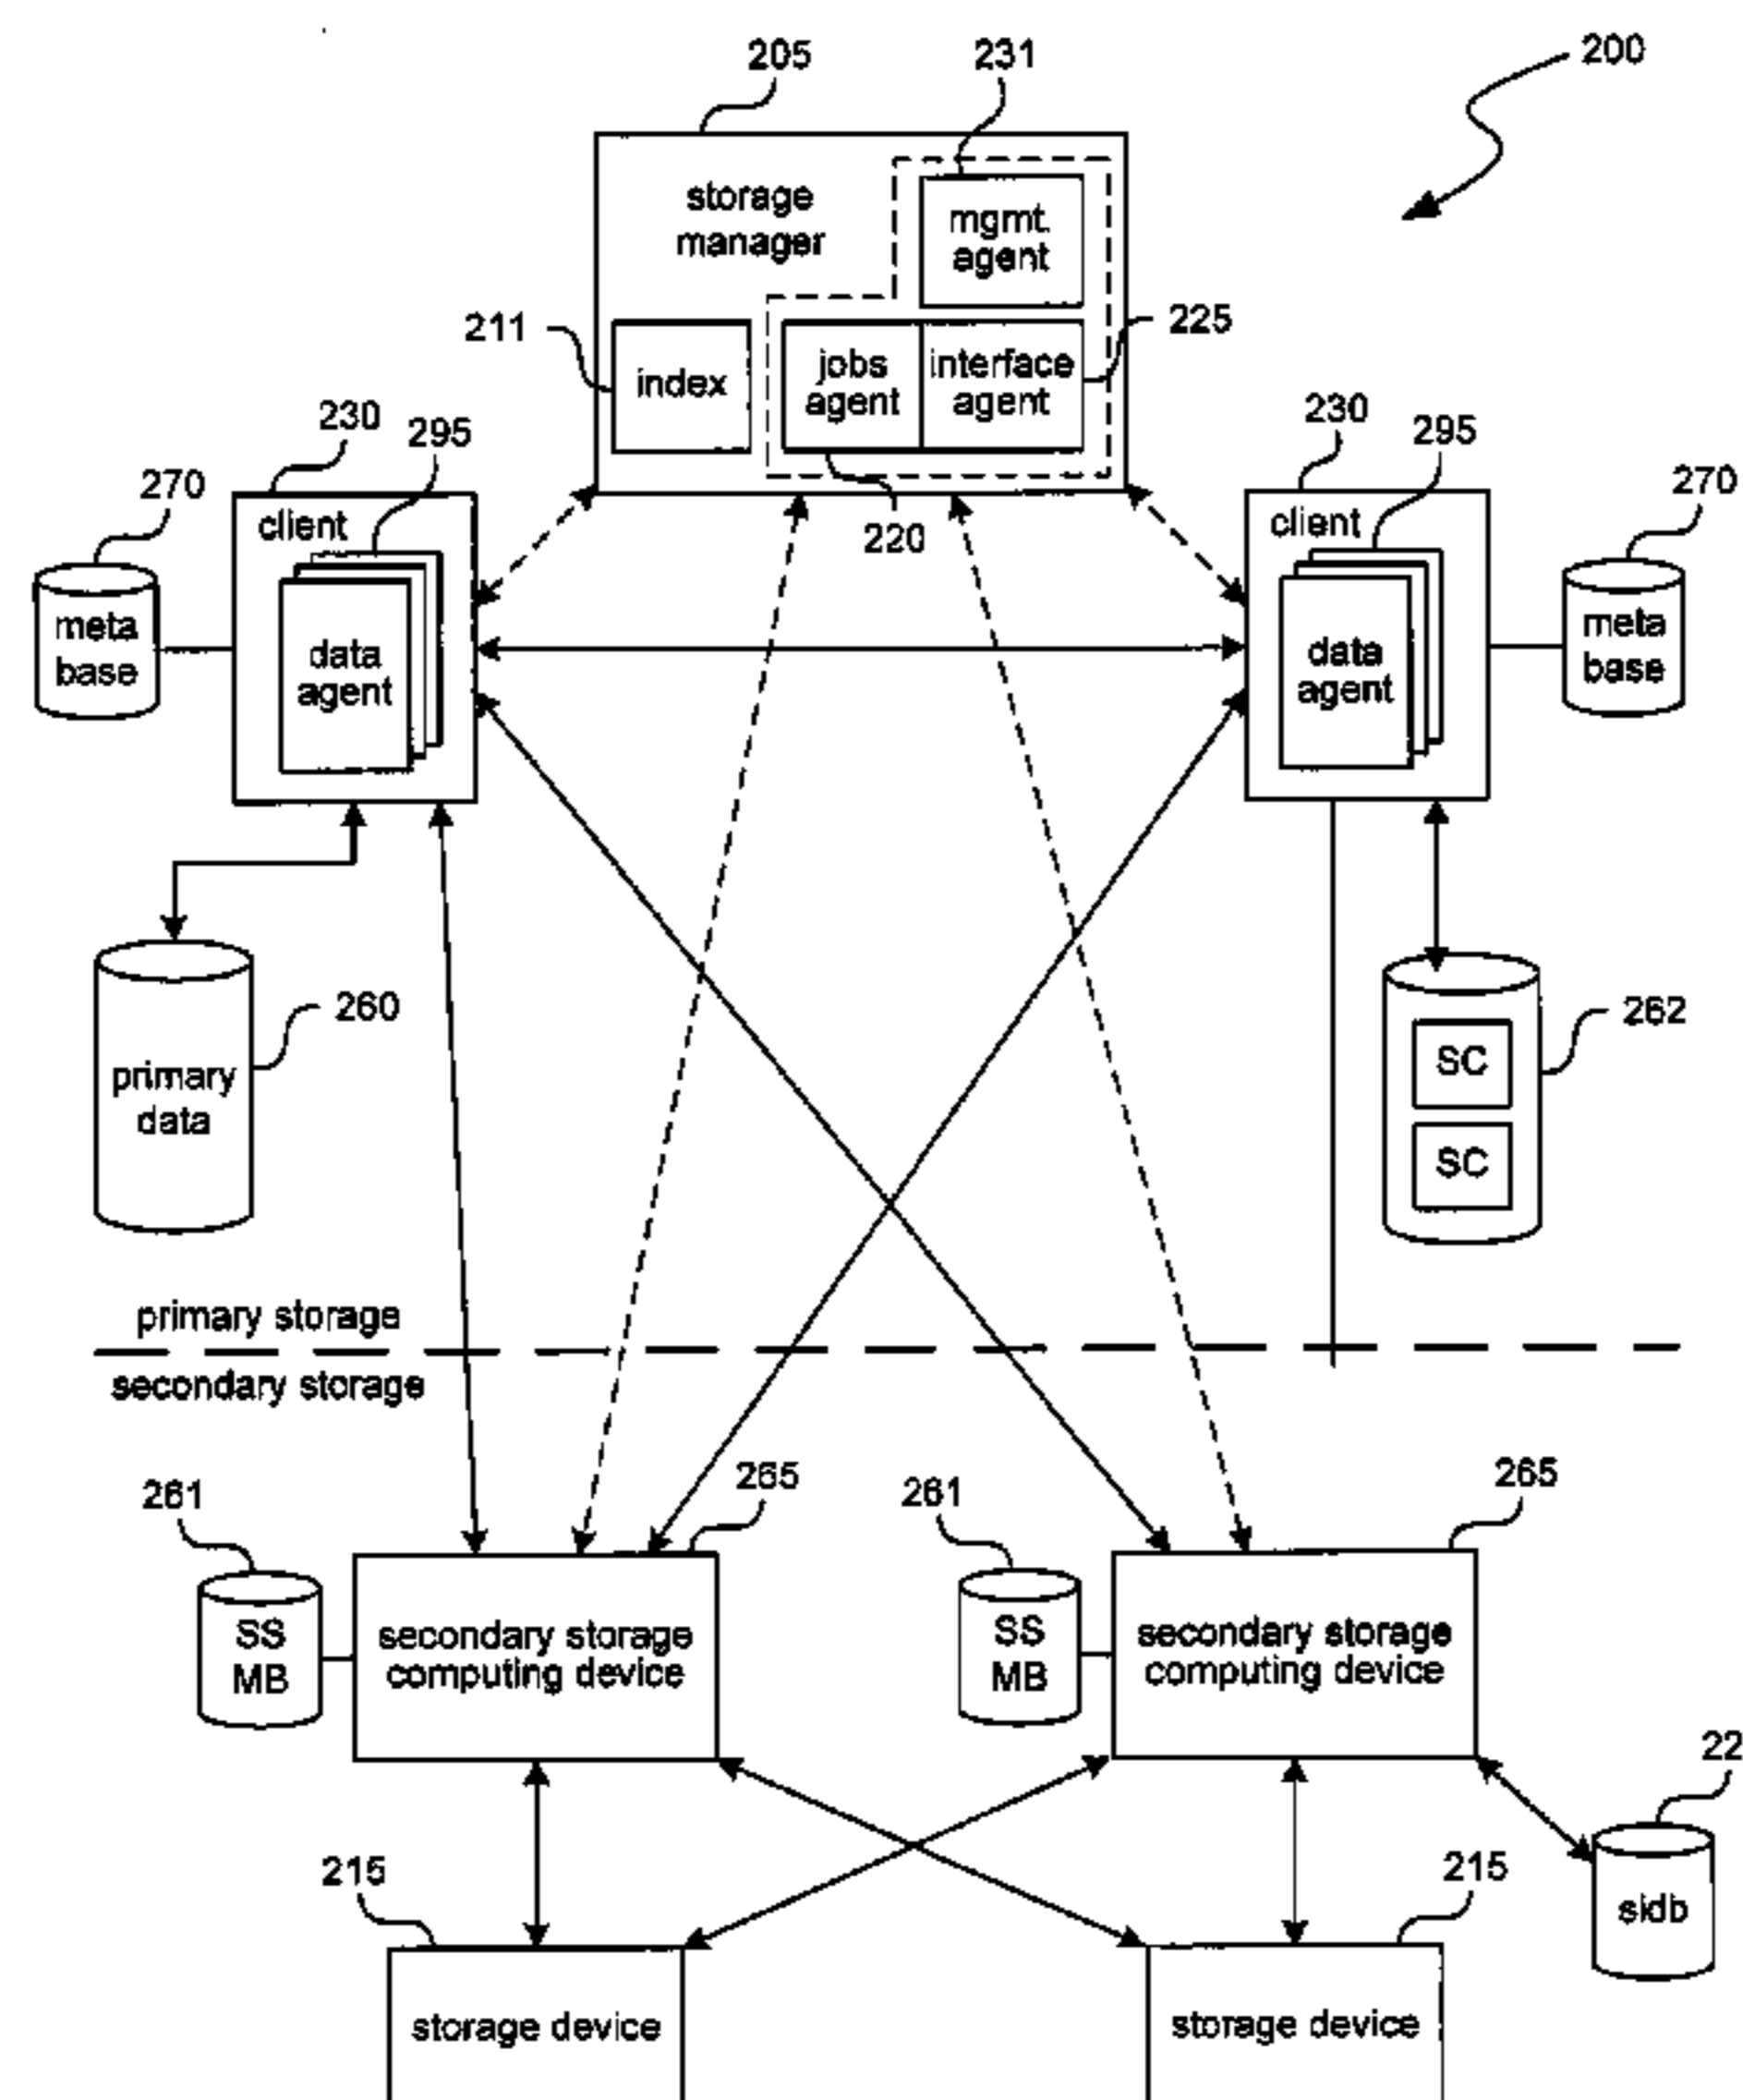 205
231
200
storage
manager
mgmt.
agent
211
225
index
jobs
agent
interface
agent
230
295
230
295
270
270
client
client
220
meta
base
data
agent
data
agent
meta
base
260
262
primary
data
SC
SC
primary storage
secondary storage
261
265
261
265
SS
MB
secondary storage
computing device
SS
MB
secondary storage
computing device
22
215
215
sidb
storage device
storage device